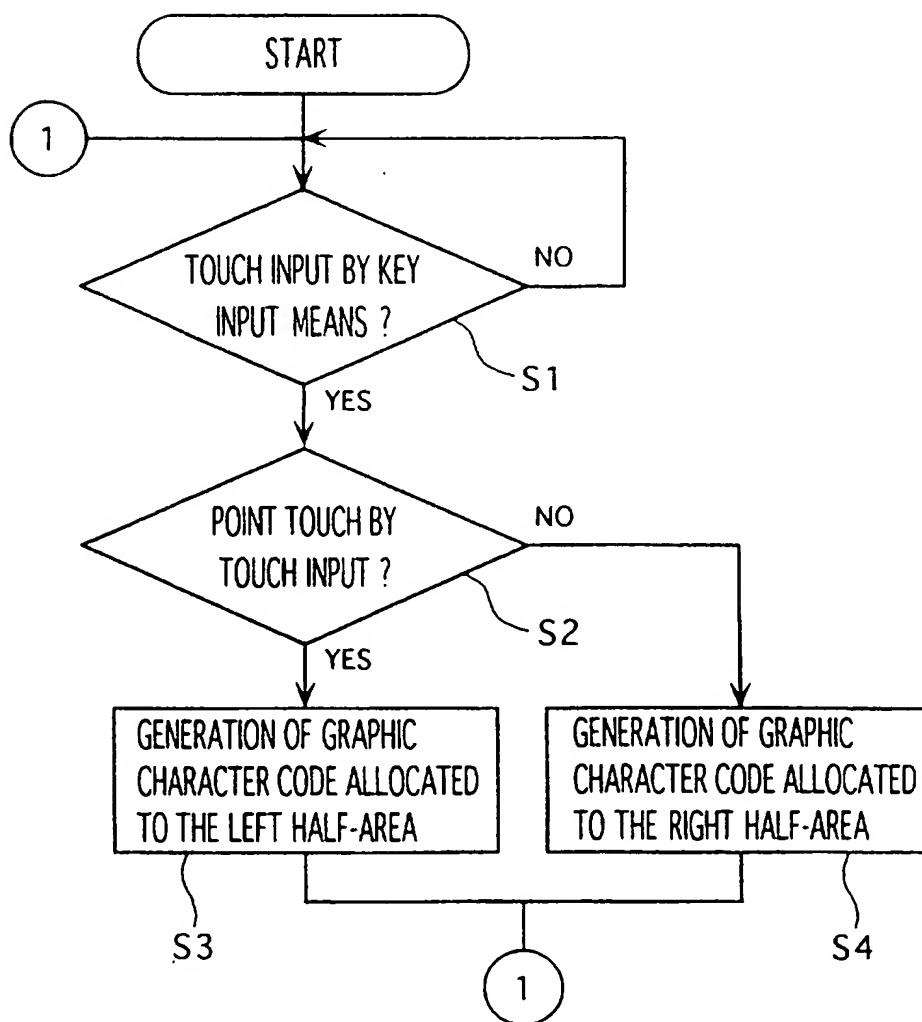 START
1
TOUCH INPUT BY KEY
INPUT MEANS ?
NO
S1
YES
POINT TOUCH BY
TOUCH INPUT ?
NO
S2
YES
GENERATION OF GRAPHIC
CHARACTER CODE ALLOCATED
TO THE LEFT HALF-AREA
GENERATION OF GRAPHIC
CHARACTER CODE ALLOCATED
TO THE RIGHT HALF-AREA
S3
S4
1